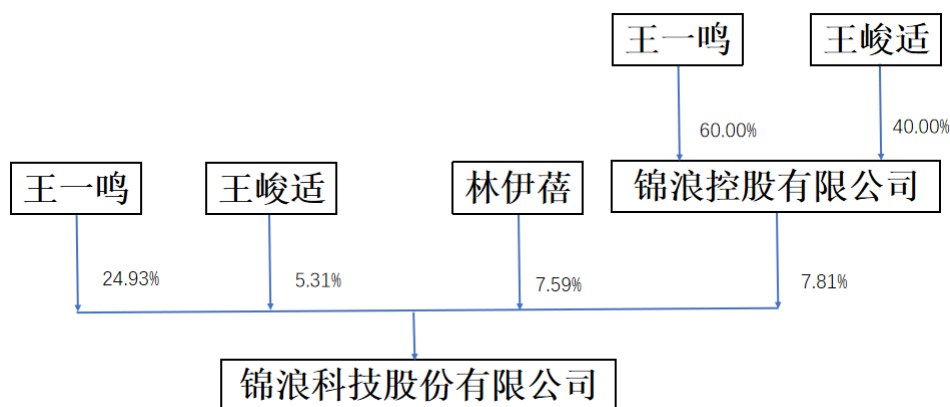 王一鸣
王峻适
60.00%
40.00%
王一鸣
王峻适
林伊蓓
锦浪控股有限公司
24.93%
5.31%
7.59%
7.81%
锦浪科技股份有限公司